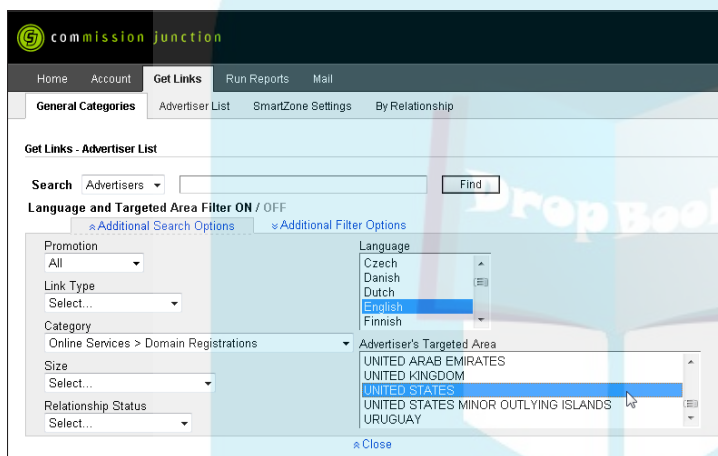 commission junction
Home Account Get Links Run Reports Mail
General Categories Advertiser List SmartZone Settings By Relationship
Get Links - Advertiser List
Search Advertisers Find
Language and Targeted Area Filter ON / OFF
Additional Search Options Additional Filter Options
Promotion
All
Link Type
Select...
Category
Online Services > Domain Registrations
Size
Select...
Relationship Status
Select...
Language
Czech
Danish
Dutch
English
Finnish
Advertiser's Targeted Area
UNITED ARAB EMIRATES
UNITED KINGDOM
UNITED STATES
UNITED STATES MINOR OUTLYING ISLANDS
URUGUAY
Close